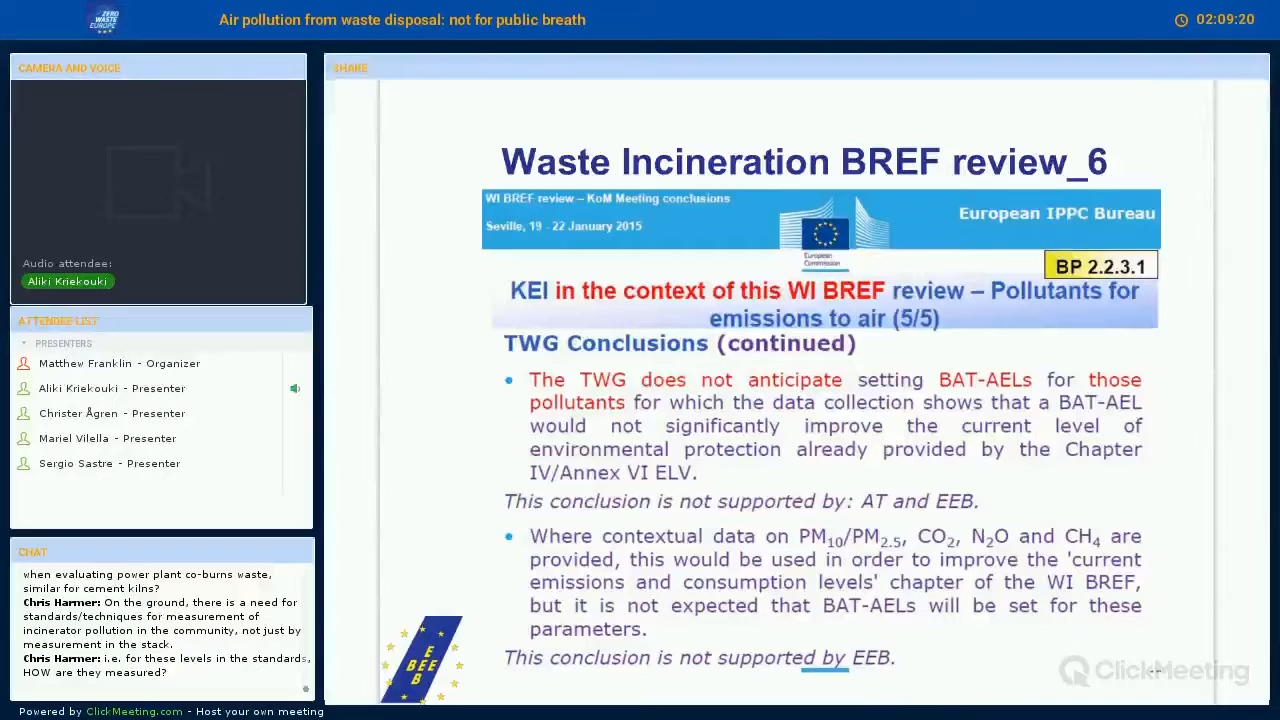 ZERO WASTE EUROPE
Air pollution from waste disposal: not for public breath
02:09:20
CAMERA AND VOICE
Audio attendee:
Aliki Kriekouki
ATTENDEE LIST
PRESENTERS
Matthew Franklin - Organizer
Aliki Kriekouki - Presenter
Christer Ågren - Presenter
Mariel Vilella - Presenter
Sergio Sastre - Presenter
CHAT
when evaluating power plant co-burns waste,
similar for cement kilns?
Chris Harmer: On the ground, there is a need for
standards/techniques for measurement of
incinerator pollution in the community, not just by
measurement in the stack.
Chris Harmer: i.e. for these levels in the standards,
HOW are they measured?
SHARE
Waste Incineration BREF review_6
WI BREF review – KoM Meeting conclusions
Seville, 19 - 22 January 2015
European Commission
European IPPC Bureau
BP 2.2.3.1
KEI in the context of this WI BREF review – Pollutants for
emissions to air (5/5)
TWG Conclusions (continued)
• The TWG does not anticipate setting BAT-AELs for those
pollutants for which the data collection shows that a BAT-AEL
would not significantly improve the current level of
environmental protection already provided by the Chapter
IV/Annex VI ELV.
This conclusion is not supported by: AT and EEB.
• Where contextual data on PM10/PM2.5, CO2, N2O and CH4 are
provided, this would be used in order to improve the 'current
emissions and consumption levels' chapter of the WI BREF,
but it is not expected that BAT-AELs will be set for these
parameters.
This conclusion is not supported by EEB.
E
BEE
EEB
B
ClickMeeting
Powered by ClickMeeting.com - Host your own meeting